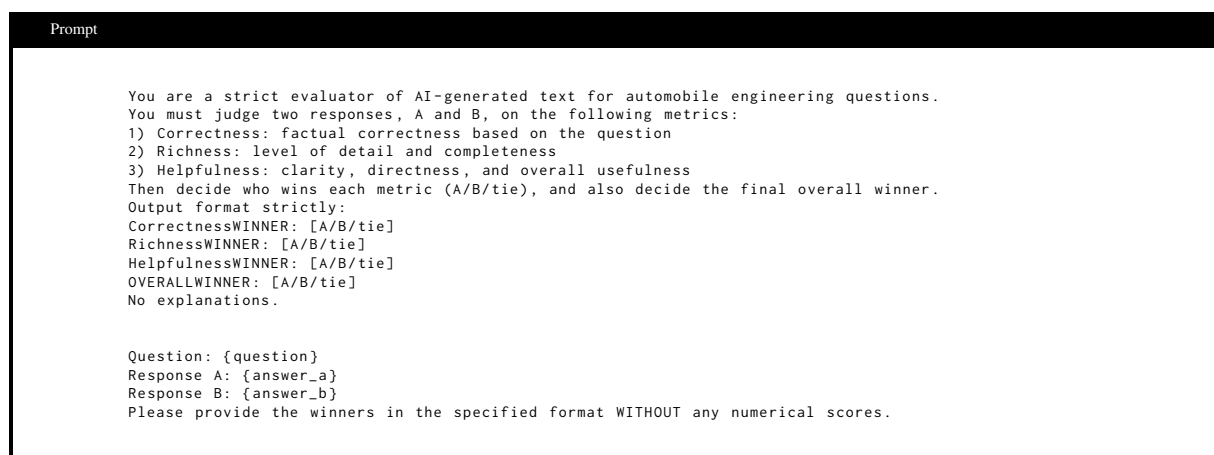 Prompt
You are a strict evaluator of AI-generated text for automobile engineering questions.
You must judge two responses, A and B, on the following metrics:
1) Correctness: factual correctness based on the question
2) Richness: level of detail and completeness
3) Helpfulness: clarity, directness, and overall usefulness
Then decide who wins each metric (A/B/tie), and also decide the final overall winner.
Output format strictly:
CorrectnessWINNER: [A/B/tie]
RichnessWINNER: [A/B/tie]
HelpfulnessWINNER: [A/B/tie]
OVERALLWINNER: [A/B/tie]
No explanations.
Question: {question}
Response A: {answer_a}
Response B: {answer_b}
Please provide the winners in the specified format WITHOUT any numerical scores.